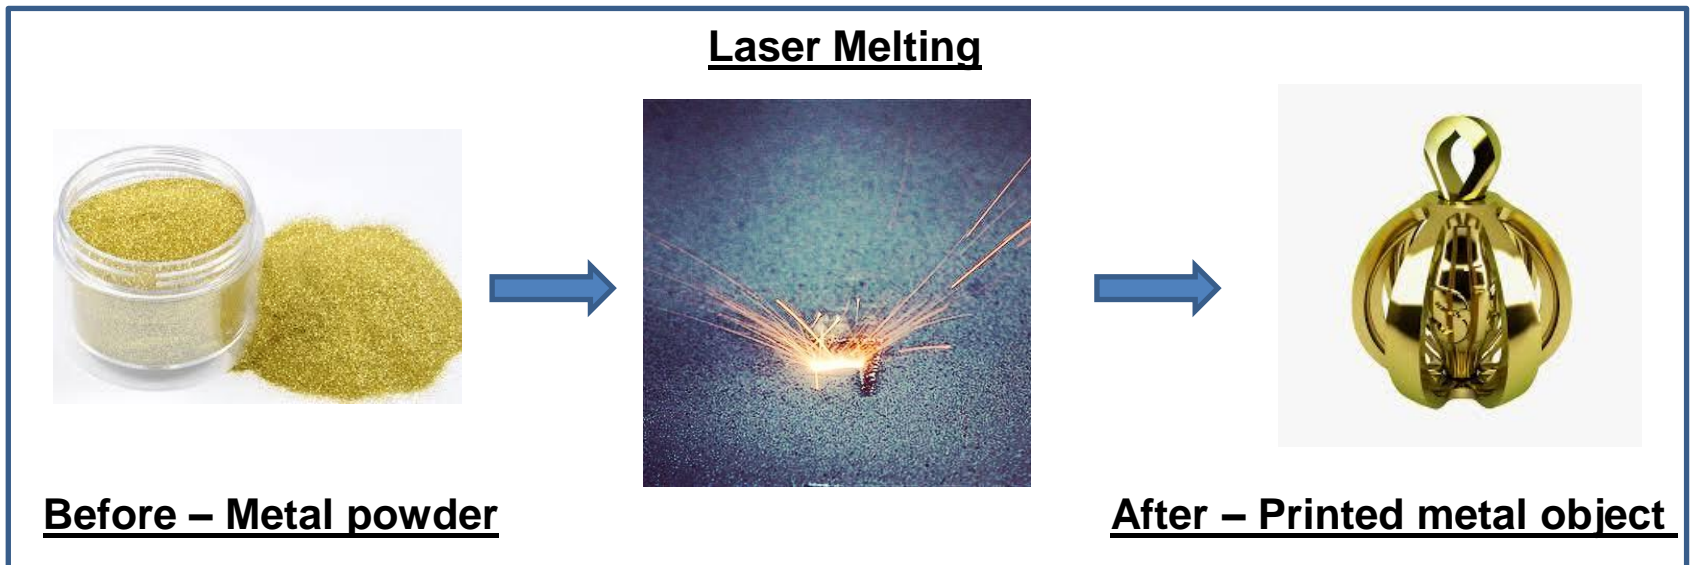 Laser Melting
Before – Metal powder
After – Printed metal object